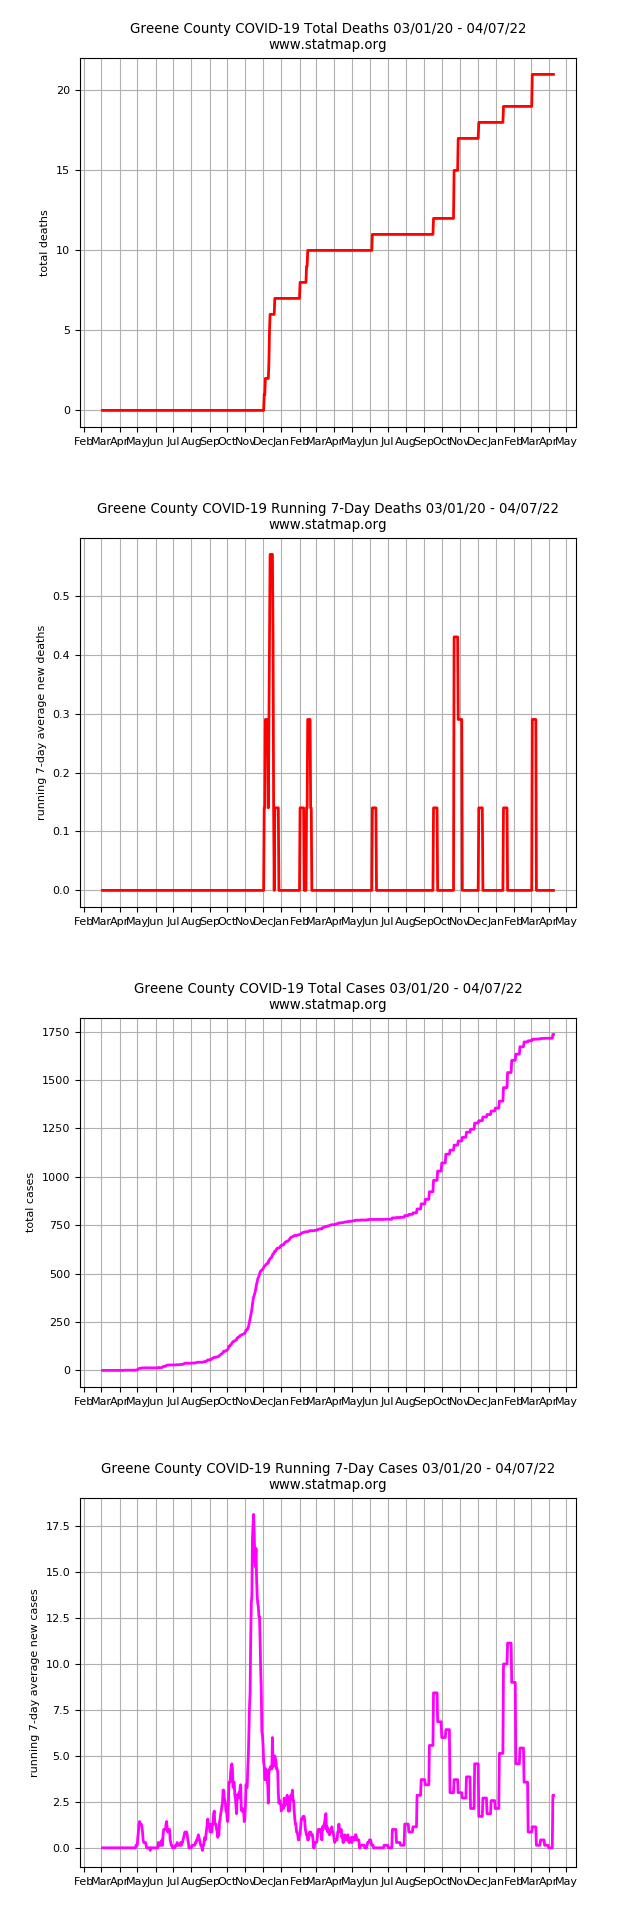 Greene County COVID-19 Total Deaths 03/01/20 - 04/07/22
www.statmap.org
total deaths
20
15
10
5
0
Feb Mar Apr May Jun Jul Aug Sep Oct Nov Dec Jan Feb Mar Apr May Jun Jul Aug Sep Oct Nov Dec Jan Feb Mar Apr May
Greene County COVID-19 Running 7-Day Deaths 03/01/20 - 04/07/22
www.statmap.org
running 7-day average new deaths
0.5
0.4
0.3
0.2
0.1
0.0
Feb Mar Apr May Jun Jul Aug Sep Oct Nov Dec Jan Feb Mar Apr May Jun Jul Aug Sep Oct Nov Dec Jan Feb Mar Apr May
Greene County COVID-19 Total Cases 03/01/20 - 04/07/22
www.statmap.org
total cases
1750
1500
1250
1000
750
500
250
0
Feb Mar Apr May Jun Jul Aug Sep Oct Nov Dec Jan Feb Mar Apr May Jun Jul Aug Sep Oct Nov Dec Jan Feb Mar Apr May
Greene County COVID-19 Running 7-Day Cases 03/01/20 - 04/07/22
www.statmap.org
running 7-day average new cases
17.5
15.0
12.5
10.0
7.5
5.0
2.5
0.0
Feb Mar Apr May Jun Jul Aug Sep Oct Nov Dec Jan Feb Mar Apr May Jun Jul Aug Sep Oct Nov Dec Jan Feb Mar Apr May